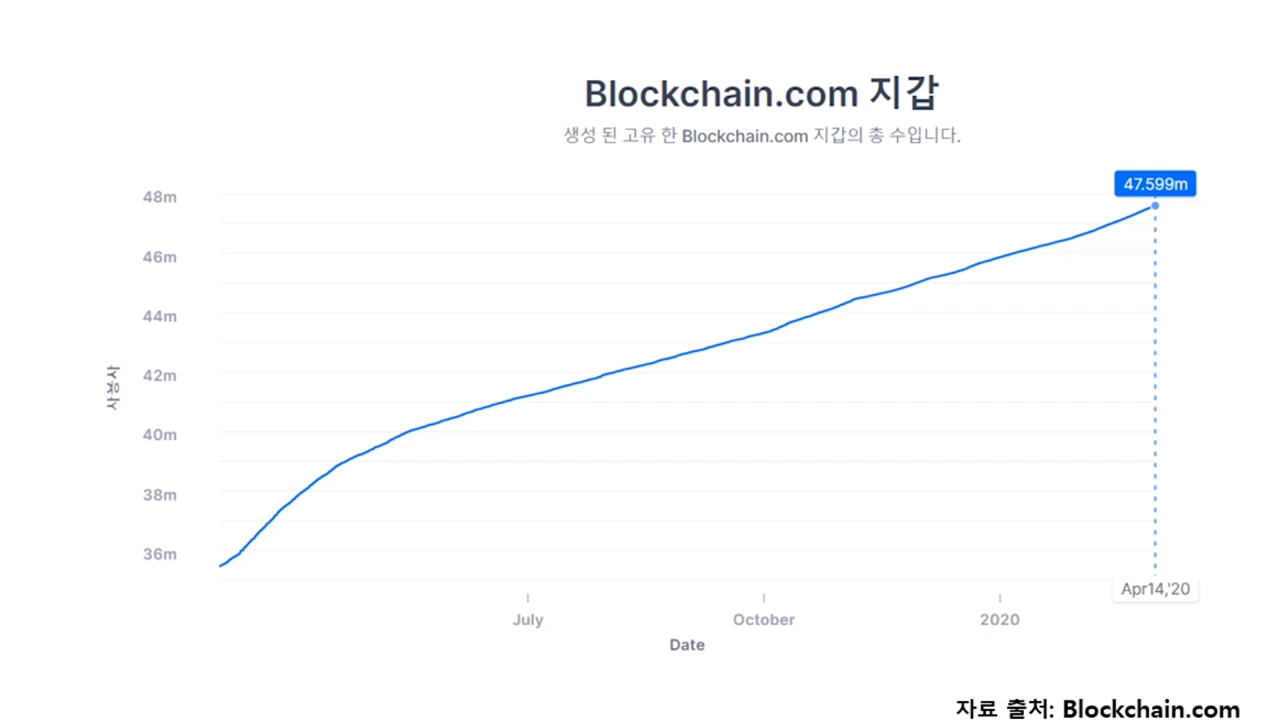 Blockchain.com 지갑
생성 된 고유 한 Blockchain.com 지갑의 총 수입니다.
47.599m
48m
46m
44m
42m
40m
38m
36m
사용사
Apr14,'20
July
October
2020
Date
자료 출처: Blockchain.com